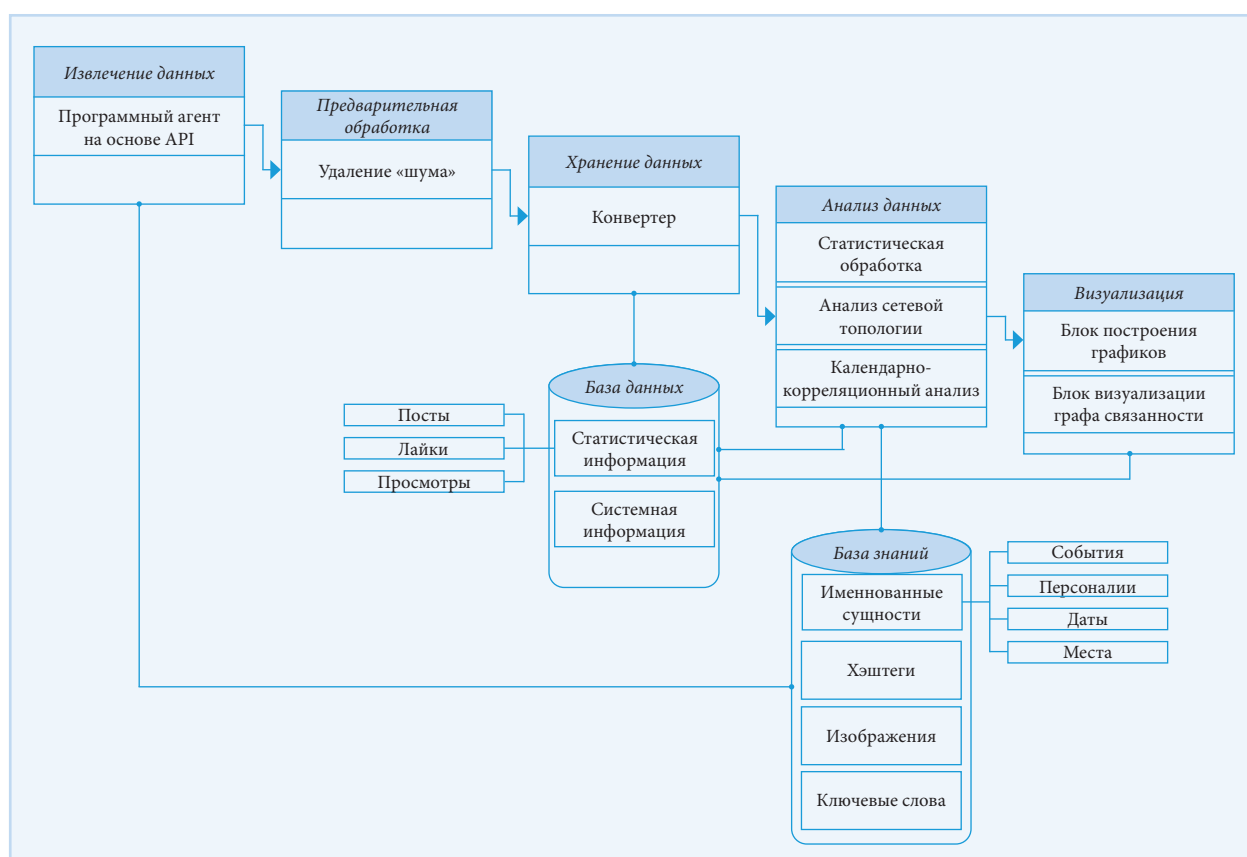 Извлечение данных
Программный агент
на основе API
Предварительная
обработка
Удаление «шума»
Хранение данных
Конвертер
Анализ данных
Статистическая
обработка
Анализ сетевой
топологии
Календарно-
корреляционный анализ
Визуализация
Блок построения
графиков
Блок визуализации
графа связанности
База данных
Статистическая
информация
Системная
информация
Посты
Лайки
Просмотры
База знаний
Именнованные
сущности
Хэштеги
Изображения
Ключевые слова
События
Персоналии
Даты
Места